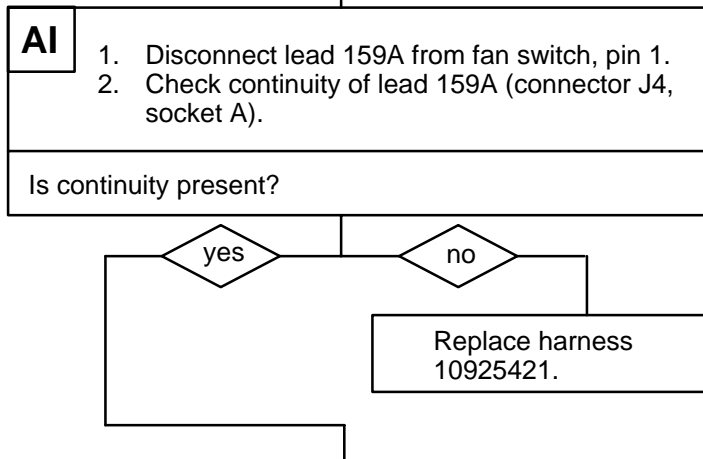 AI
1. Disconnect lead 159A from fan switch, pin 1.
2. Check continuity of lead 159A (connector J4,
socket A).
Is continuity present?
yes
no
Replace harness
10925421.